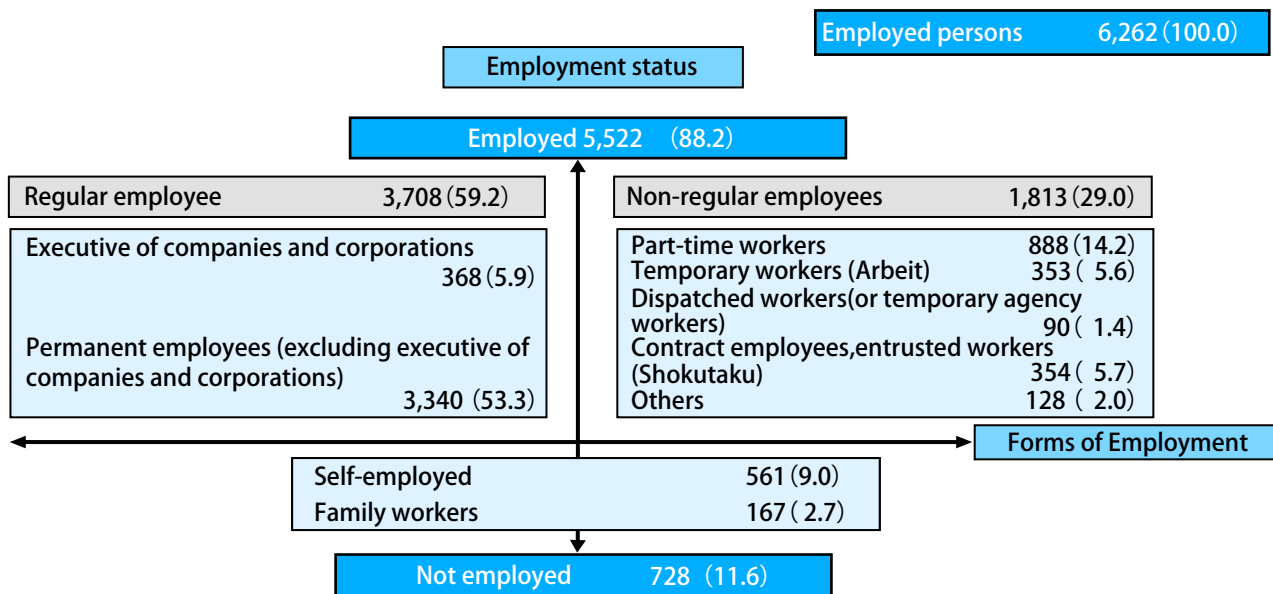 Employed persons 6,262(100.0)
Employment status
Employed 5,522 (88.2)
Regular employee 3,708(59.2)
Executive of companies and corporations
368(5.9)
Permanent employees (excluding executive of
companies and corporations)
3,340 (53.3)
Non-regular employees 1,813(29.0)
Part-time workers 888(14.2)
Temporary workers (Arbeit) 353( 5.6)
Dispatched workers(or temporary agency
workers) 90( 1.4)
Contract employees,entrusted workers
(Shokutaku) 354( 5.7)
Others 128 ( 2.0)
Forms of Employment
Self-employed 561(9.0)
Family workers 167( 2.7)
Not employed 728 (11.6)